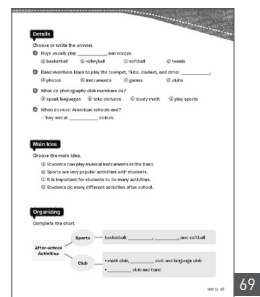 Details
Choose or write the answer.
1 Boys usually play ________, and soccer.
ⓐ basketball ⓑ volleyball ⓒ softball ⓓ tennis
2 Band members learn to play the trumpet, flute, clarinet, and other ________.
ⓐ photos ⓑ instruments ⓒ games ⓓ clubs
3 What do photography club members do?
ⓐ speak languages ⓑ take pictures ⓒ study math ⓓ play sports
4 When do most American schools end?
- They end at ________ o'clock.
Main Idea
Choose the main idea.
ⓐ Students can play musical instruments in the band.
ⓑ Sports are very popular activities with students.
ⓒ It is important for students to do many activities.
ⓓ Students do many different activities after school.
Organizing
Complete the chart.
After-school Activities
Sports
basketball, ________, ________, and softball
Club
• math club, ________ club and language club
• ________ club and band
69